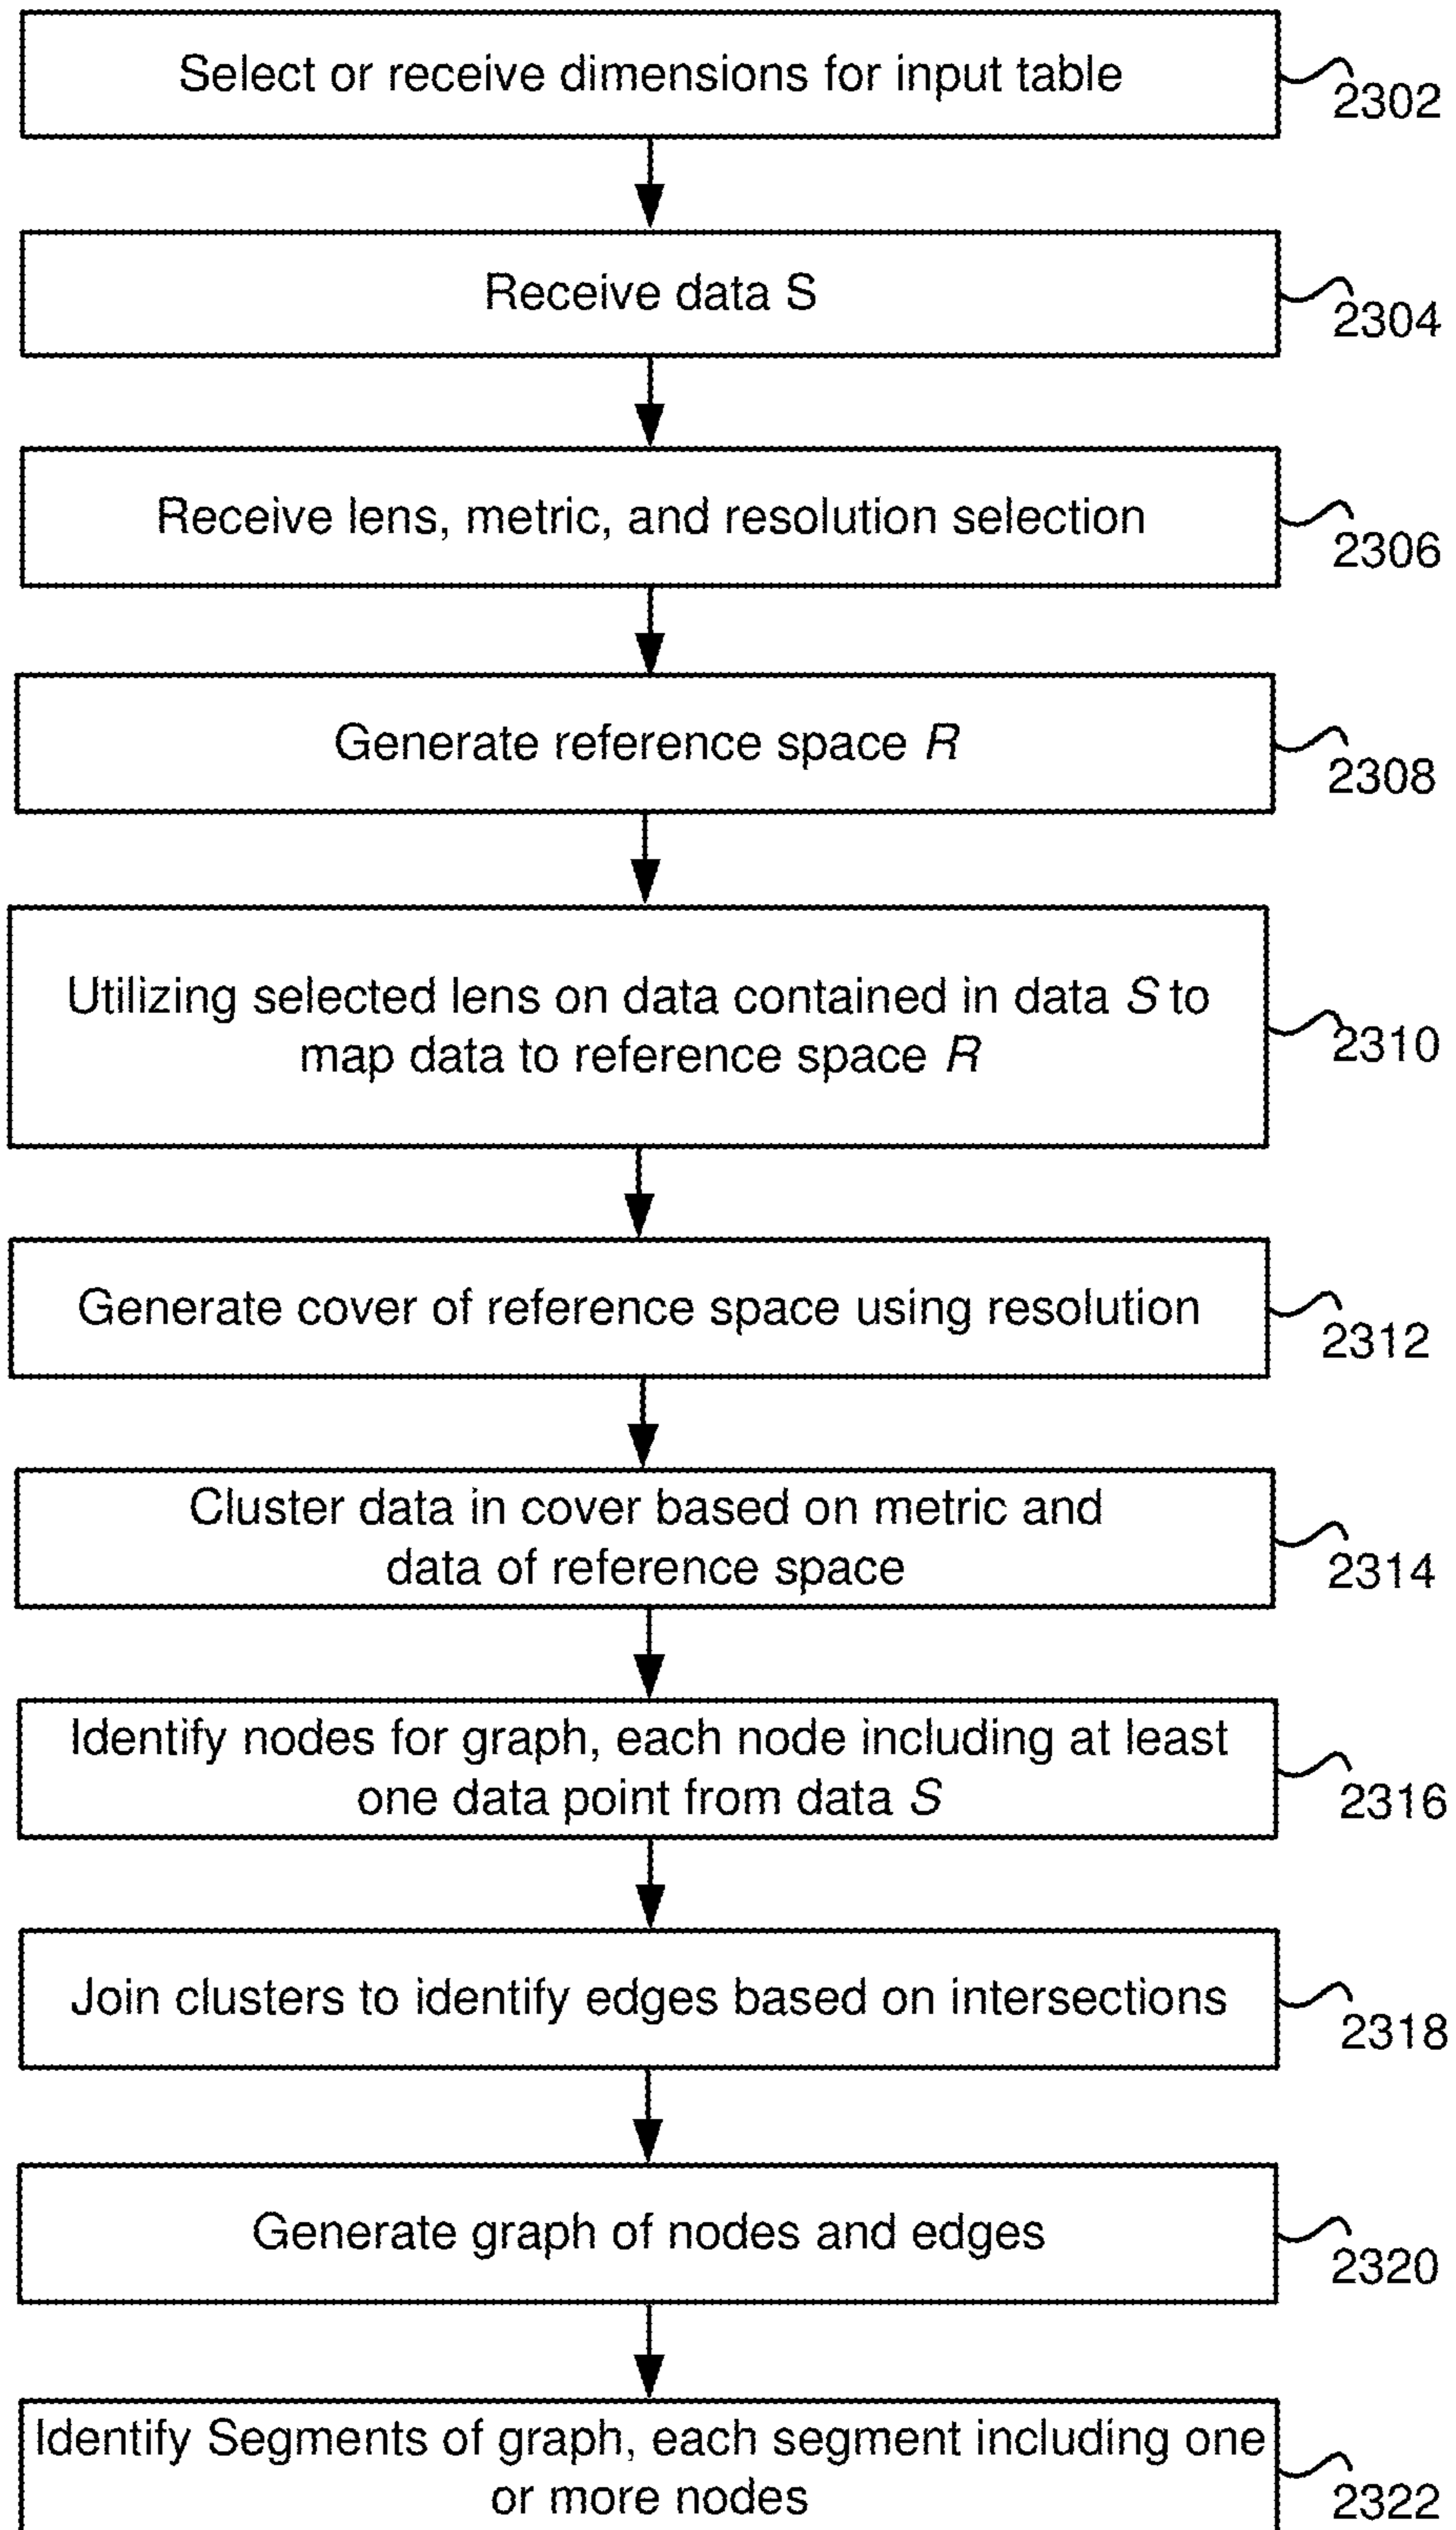 Select or receive dimensions for input table
2302
Receive data S
2304
Receive lens, metric, and resolution selection
2306
Generate reference space R
2308
Utilizing selected lens on data contained in data S to
map data to reference space R
2310
Generate cover of reference space using resolution
2312
Cluster data in cover based on metric and
data of reference space
2314
Identify nodes for graph, each node including at least
one data point from data S
2316
Join clusters to identify edges based on intersections
2318
Generate graph of nodes and edges
2320
Identify Segments of graph, each segment including one
or more nodes
2322